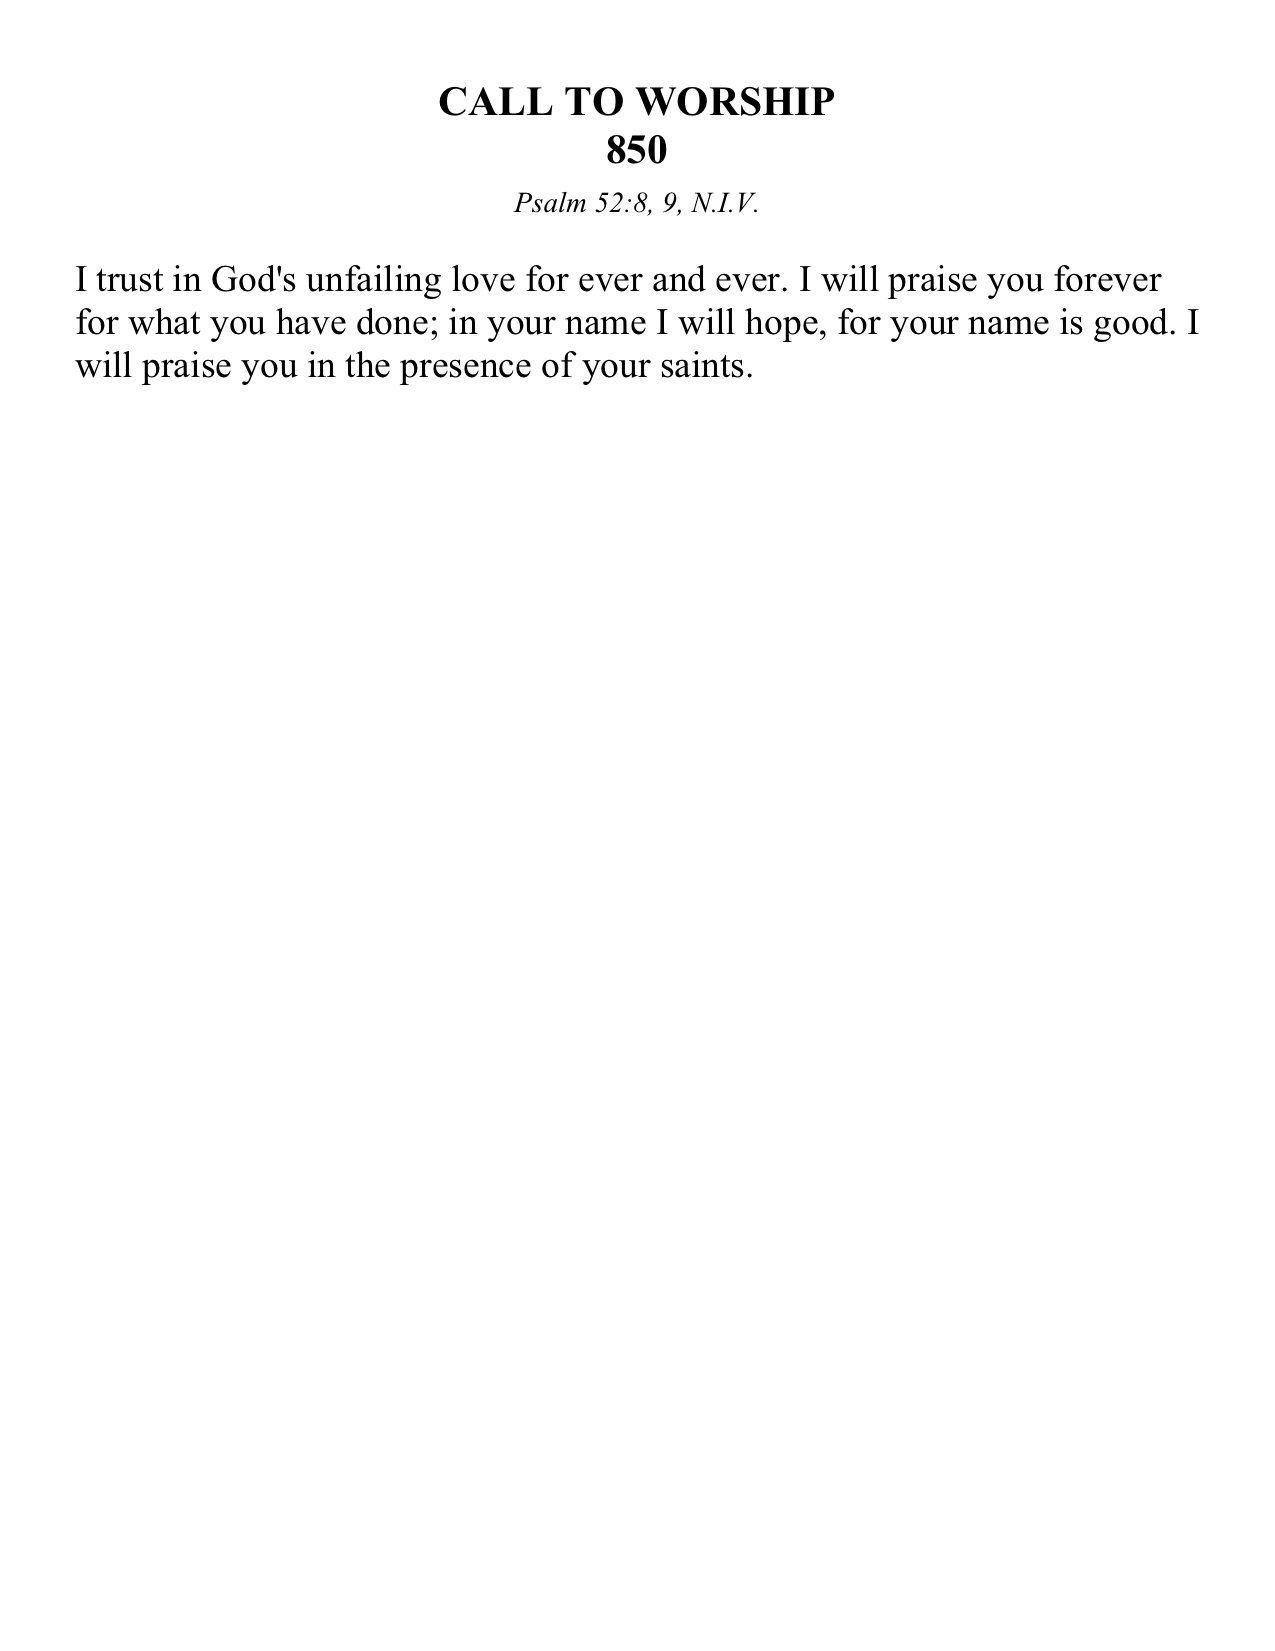 CALL TO WORSHIP
850
Psalm 52:8, 9, N.I.V.
I trust in God's unfailing love for ever and ever. I will praise you forever
for what you have done; in your name I will hope, for your name is good. I
will praise you in the presence of your saints.